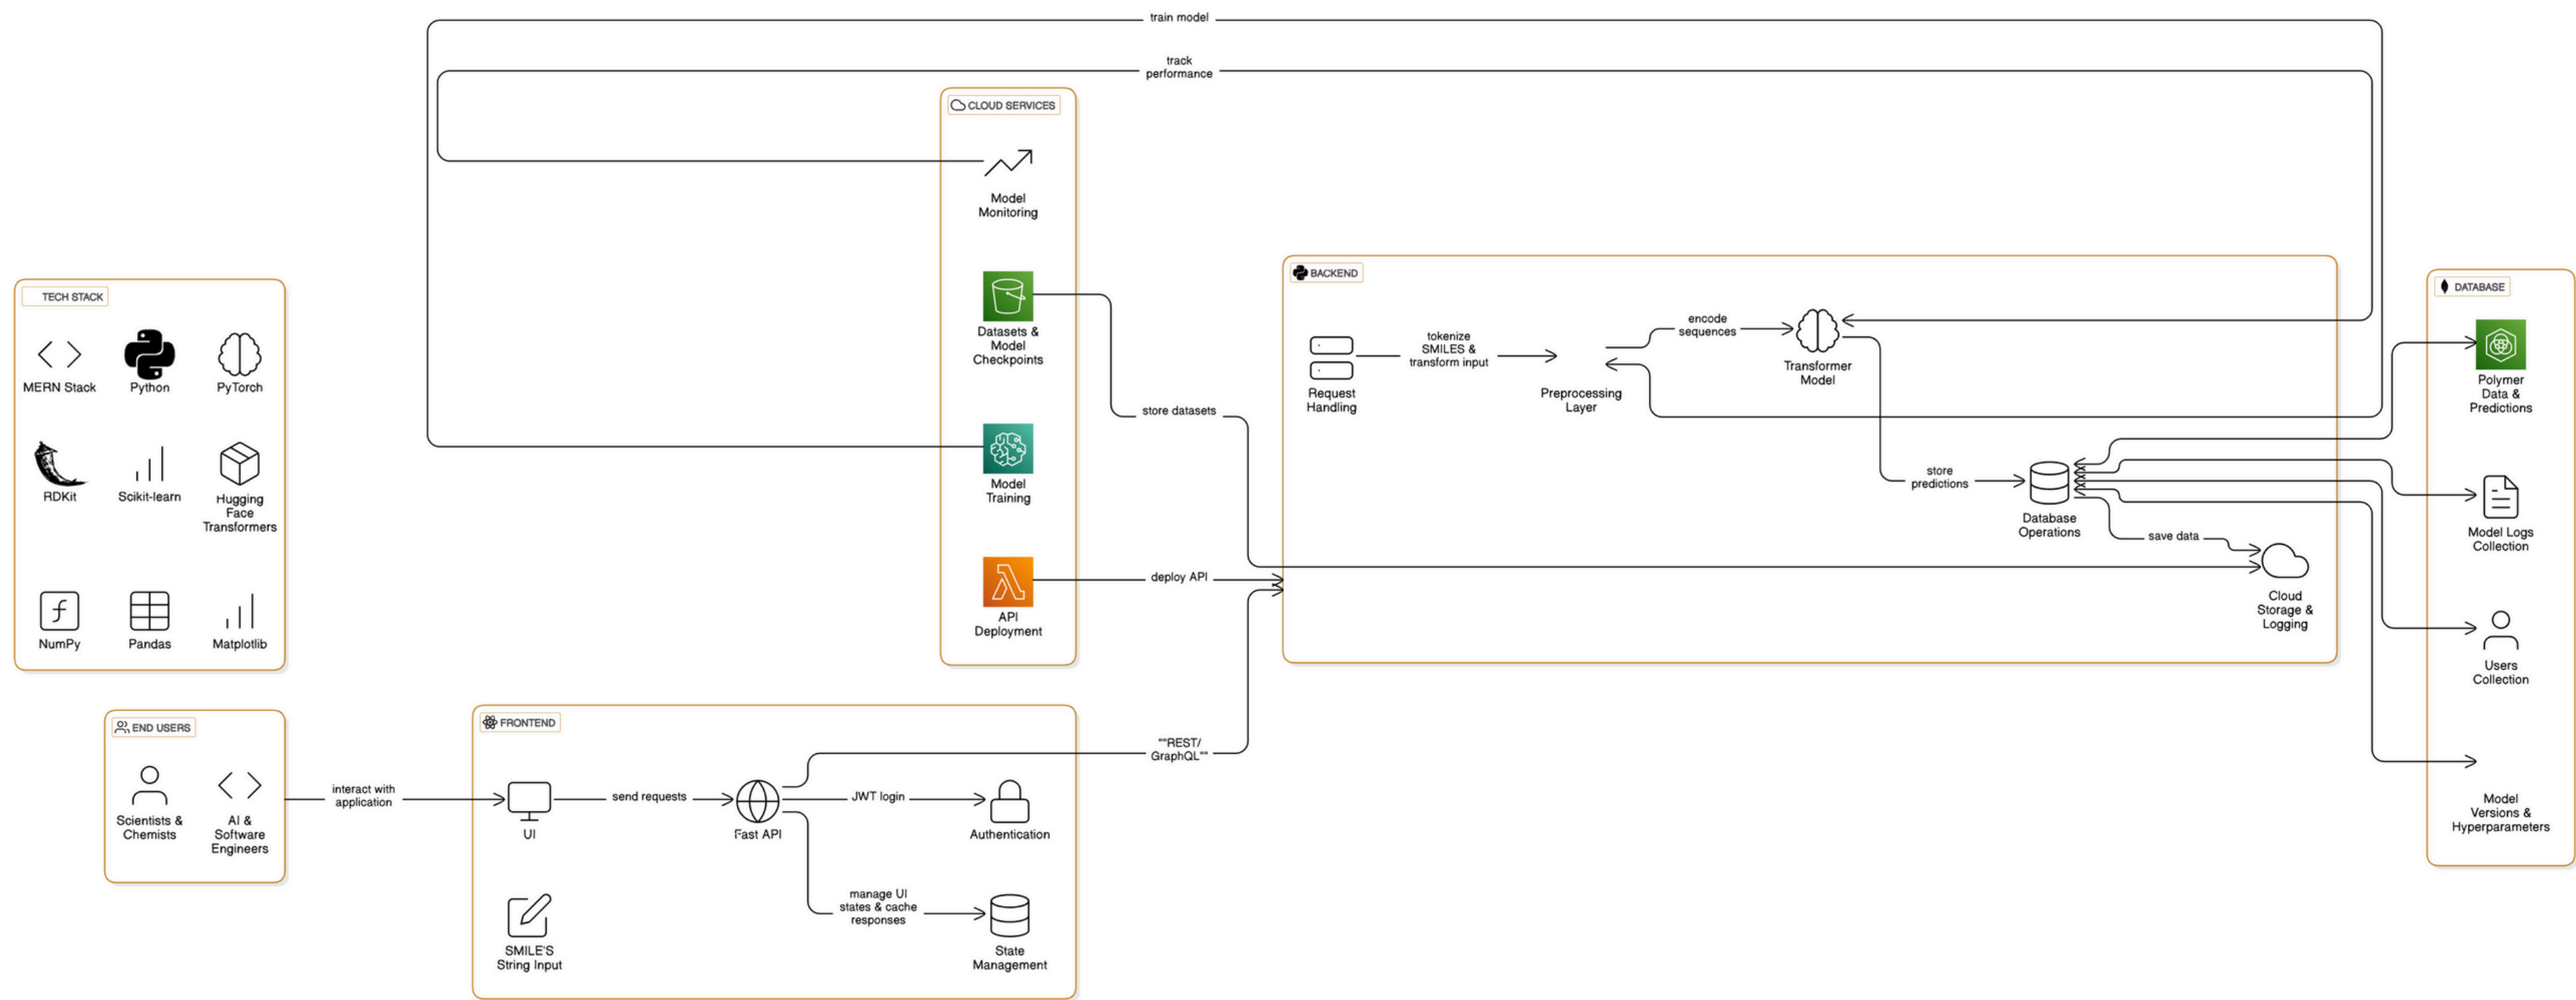 train model
track
performance
CLOUD SERVICES
Model
Monitoring
Datasets &
Model
Checkpoints
store datasets
Model
Training
deploy API
API
Deployment
TECH STACK
MERN Stack
Python
PyTorch
RDKit
Scikit-learn
Hugging
Face
Transformers
NumPy
Pandas
Matplotlib
BACKEND
Request
Handling
tokenize
SMILES &
transform input
Preprocessing
Layer
encode
sequences
Transformer
Model
store
predictions
Database
Operations
save data
Cloud
Storage &
Logging
DATABASE
Polymer
Data &
Predictions
Model Logs
Collection
Users
Collection
Model
Versions &
Hyperparameters
END USERS
Scientists &
Chemists
AI &
Software
Engineers
interact with
application
FRONTEND
UI
send requests
Fast API
""REST/
GraphQL""
JWT login
Authentication
manage UI
states & cache
responses
SMILE'S
String Input
State
Management